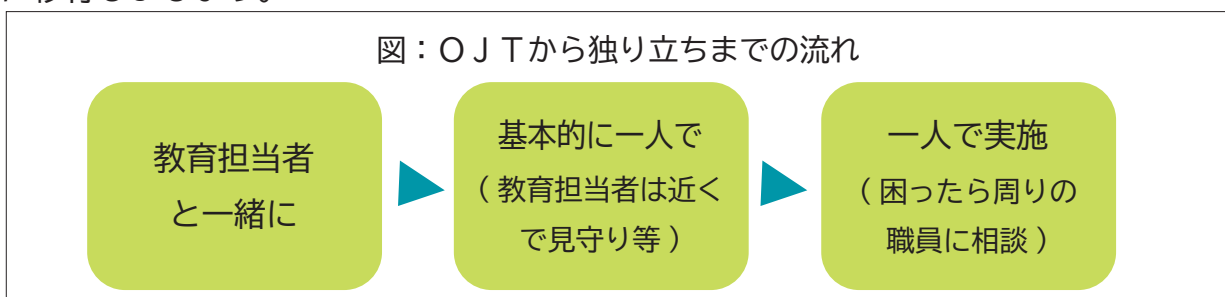 図：ＯＪＴから独り立ちまでの流れ
教育担当者
と一緒に
基本的に一人で
（教育担当者は近く
で見守り等）
一人で実施
（困ったら周りの
職員に相談）